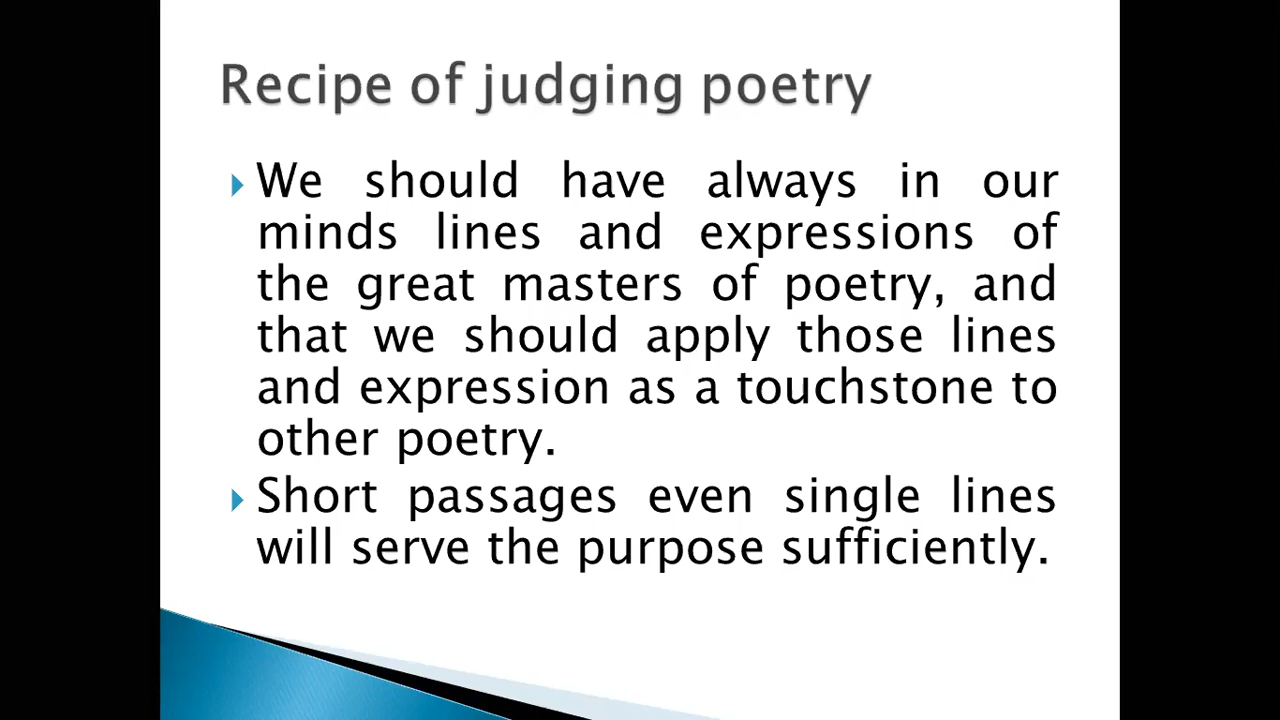 Recipe of judging poetry
We should have always in our
minds lines and expressions of
the great masters of poetry, and
that we should apply those lines
and expression as a touchstone to
other poetry.
Short passages even single lines
will serve the purpose sufficiently.